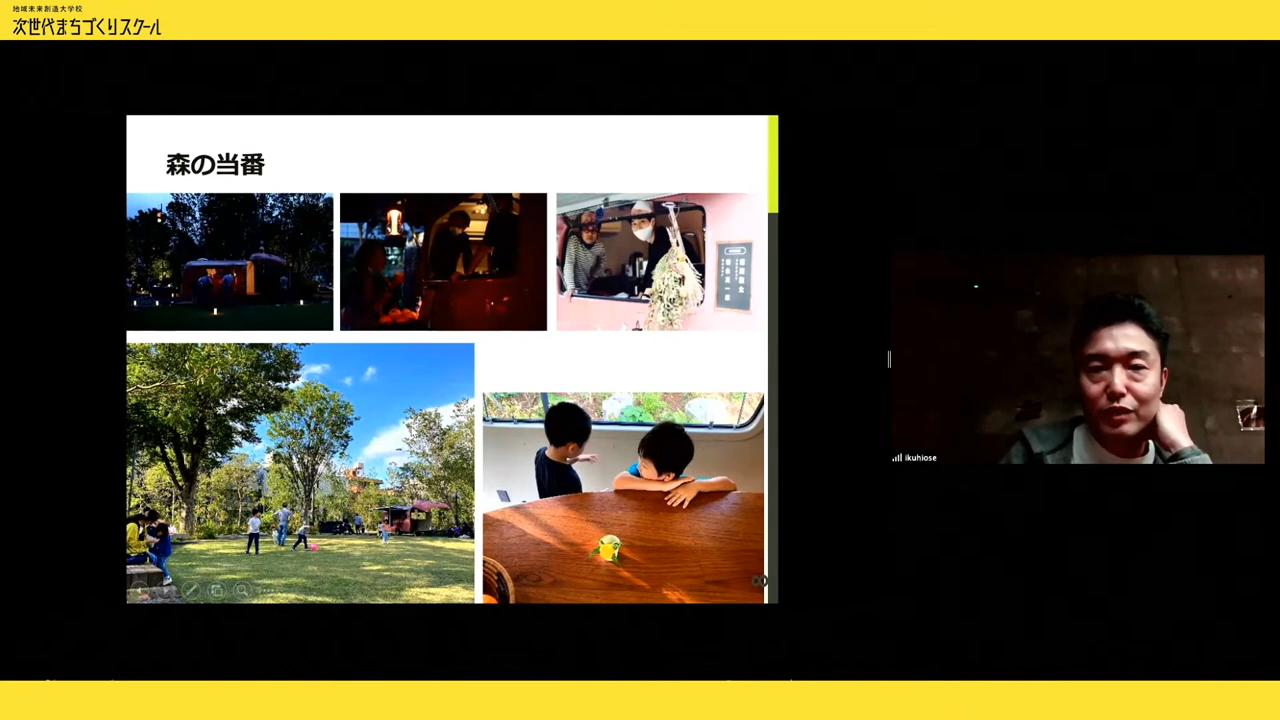 地域未来創造大学校
次世代まちづくりスクール
森の当番
ikuhiose